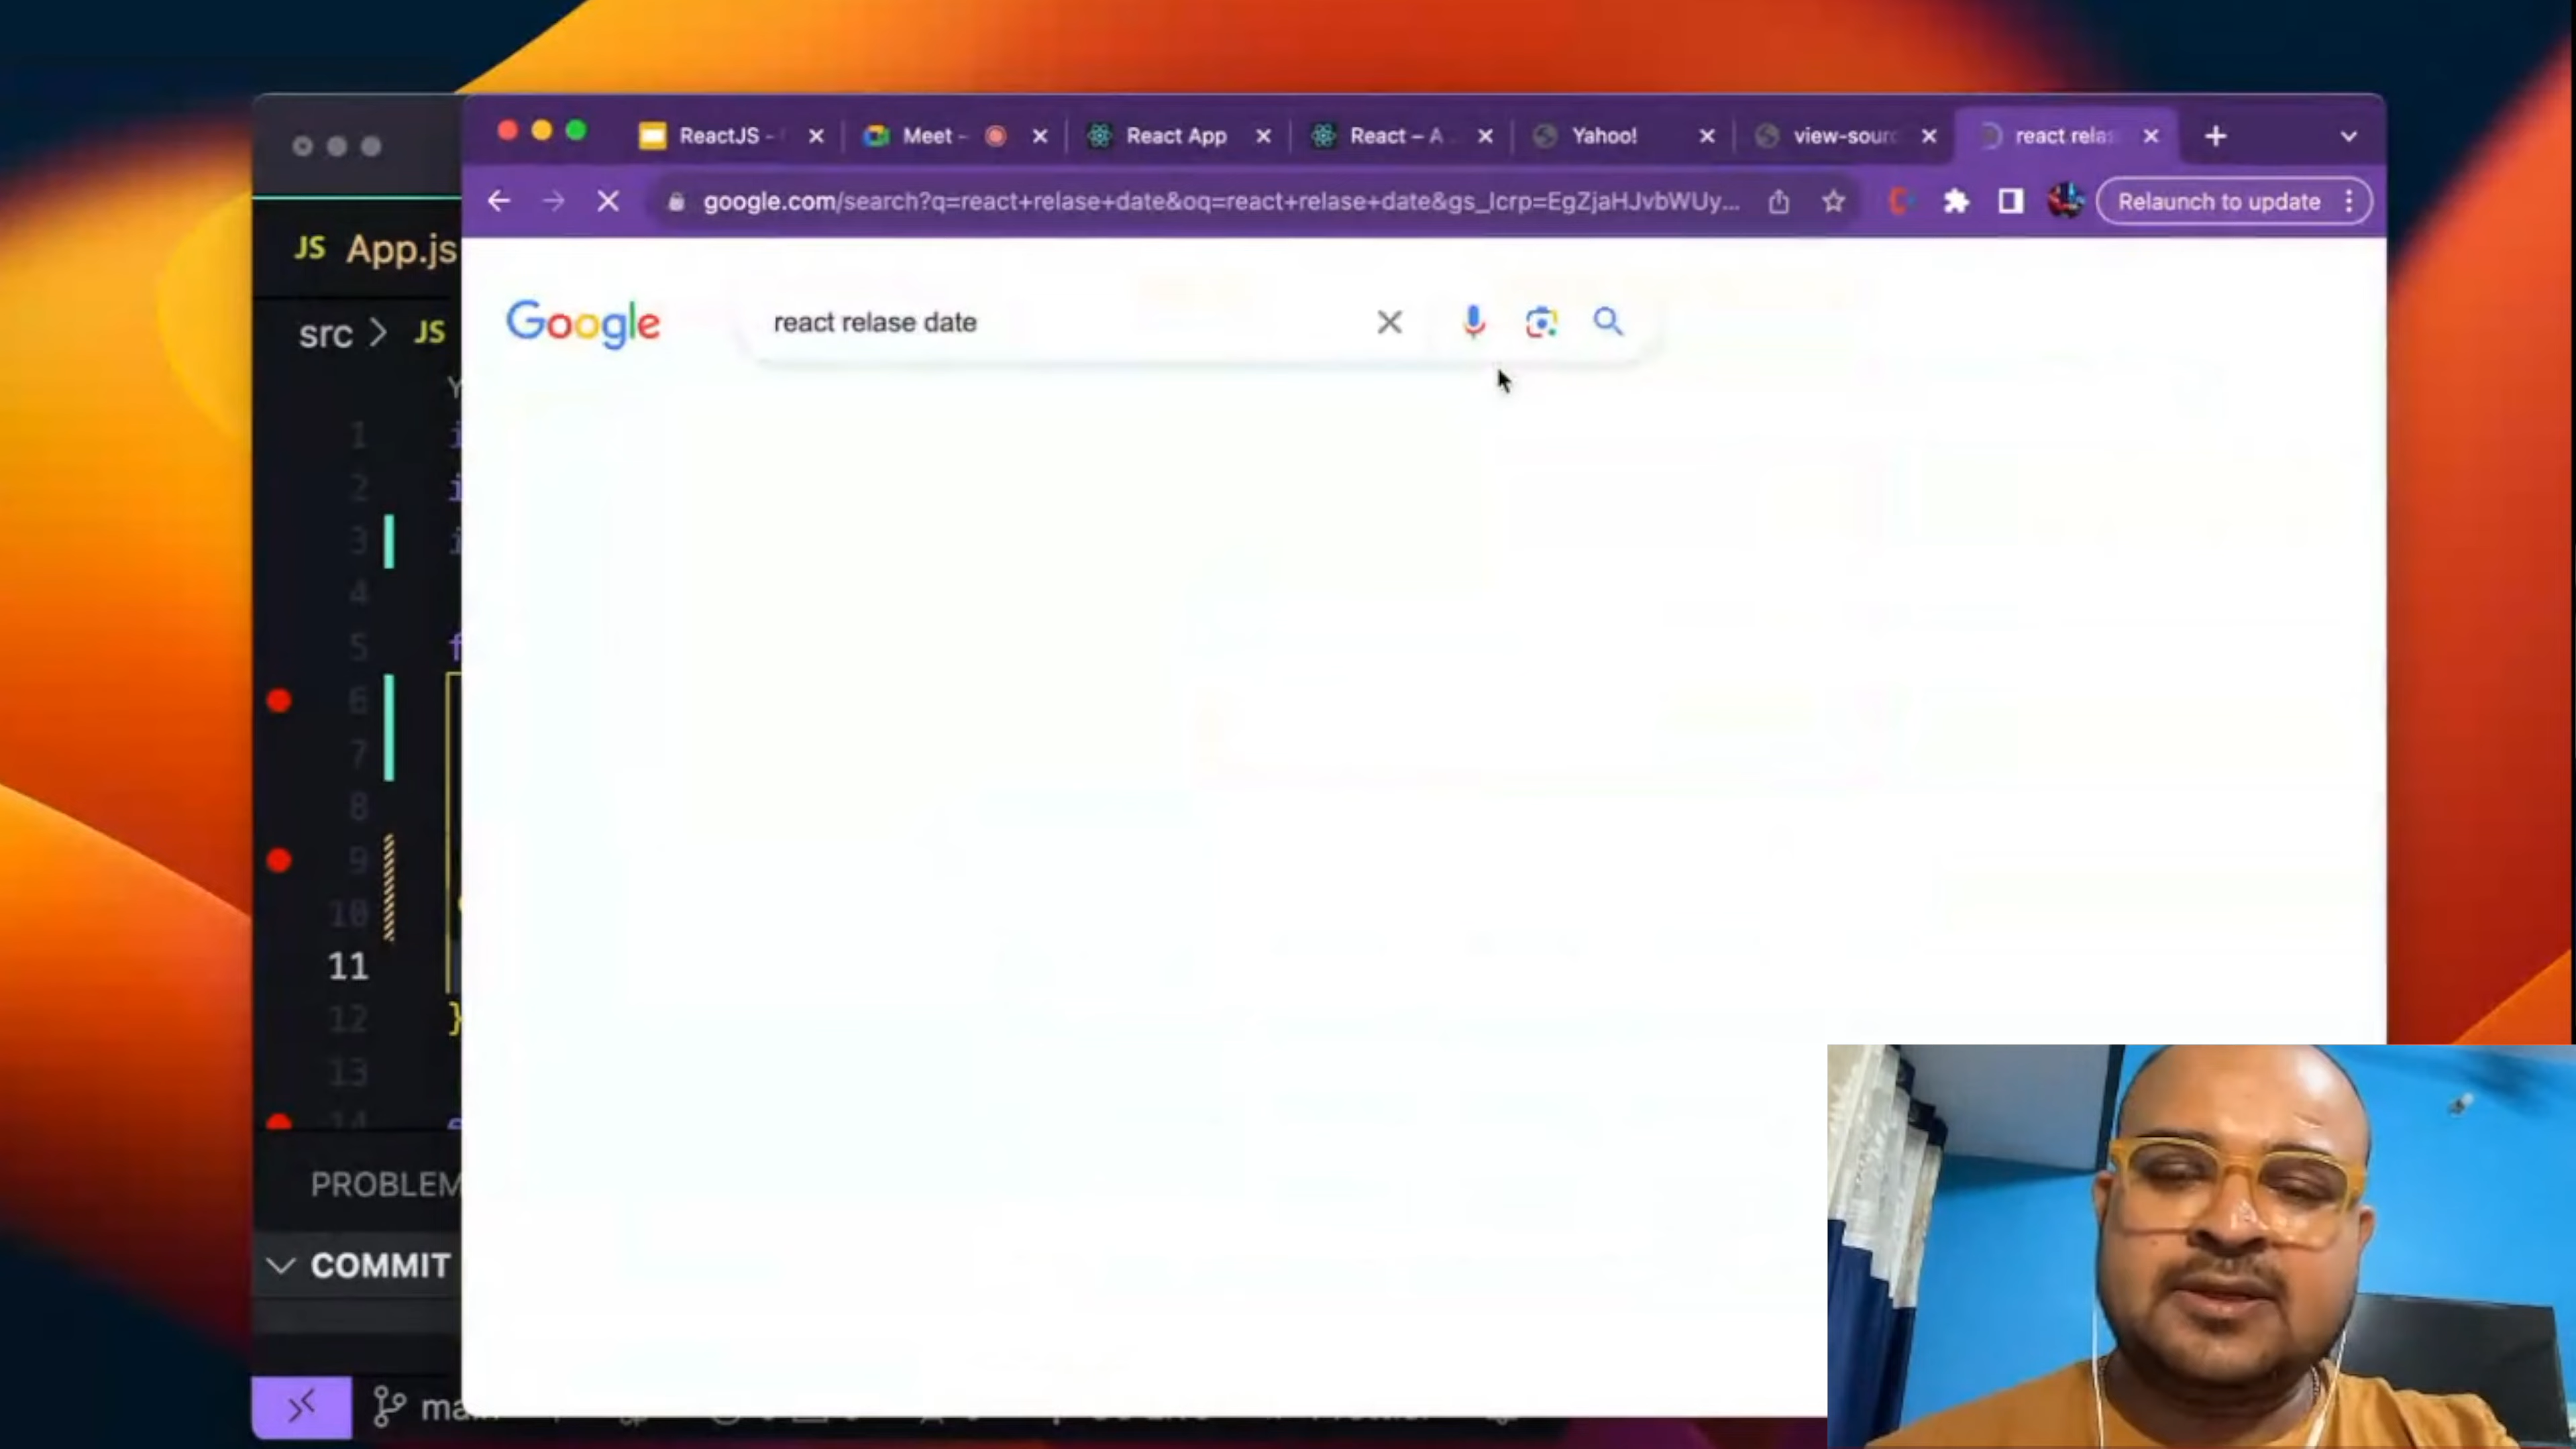 ReactJS -
Meet -
React App
React – A
Yahoo!
view-sourc
react relas
google.com/search?q=react+relase+date&oq=react+relase+date&gs_lcrp=EgZjaHJvbWUy...
Relaunch to update
JS App.js
Google
react relase date
src > JS
1
2
3
4
5
6
7
8
9
10
11
12 }
13
14
PROBLEM
COMMIT